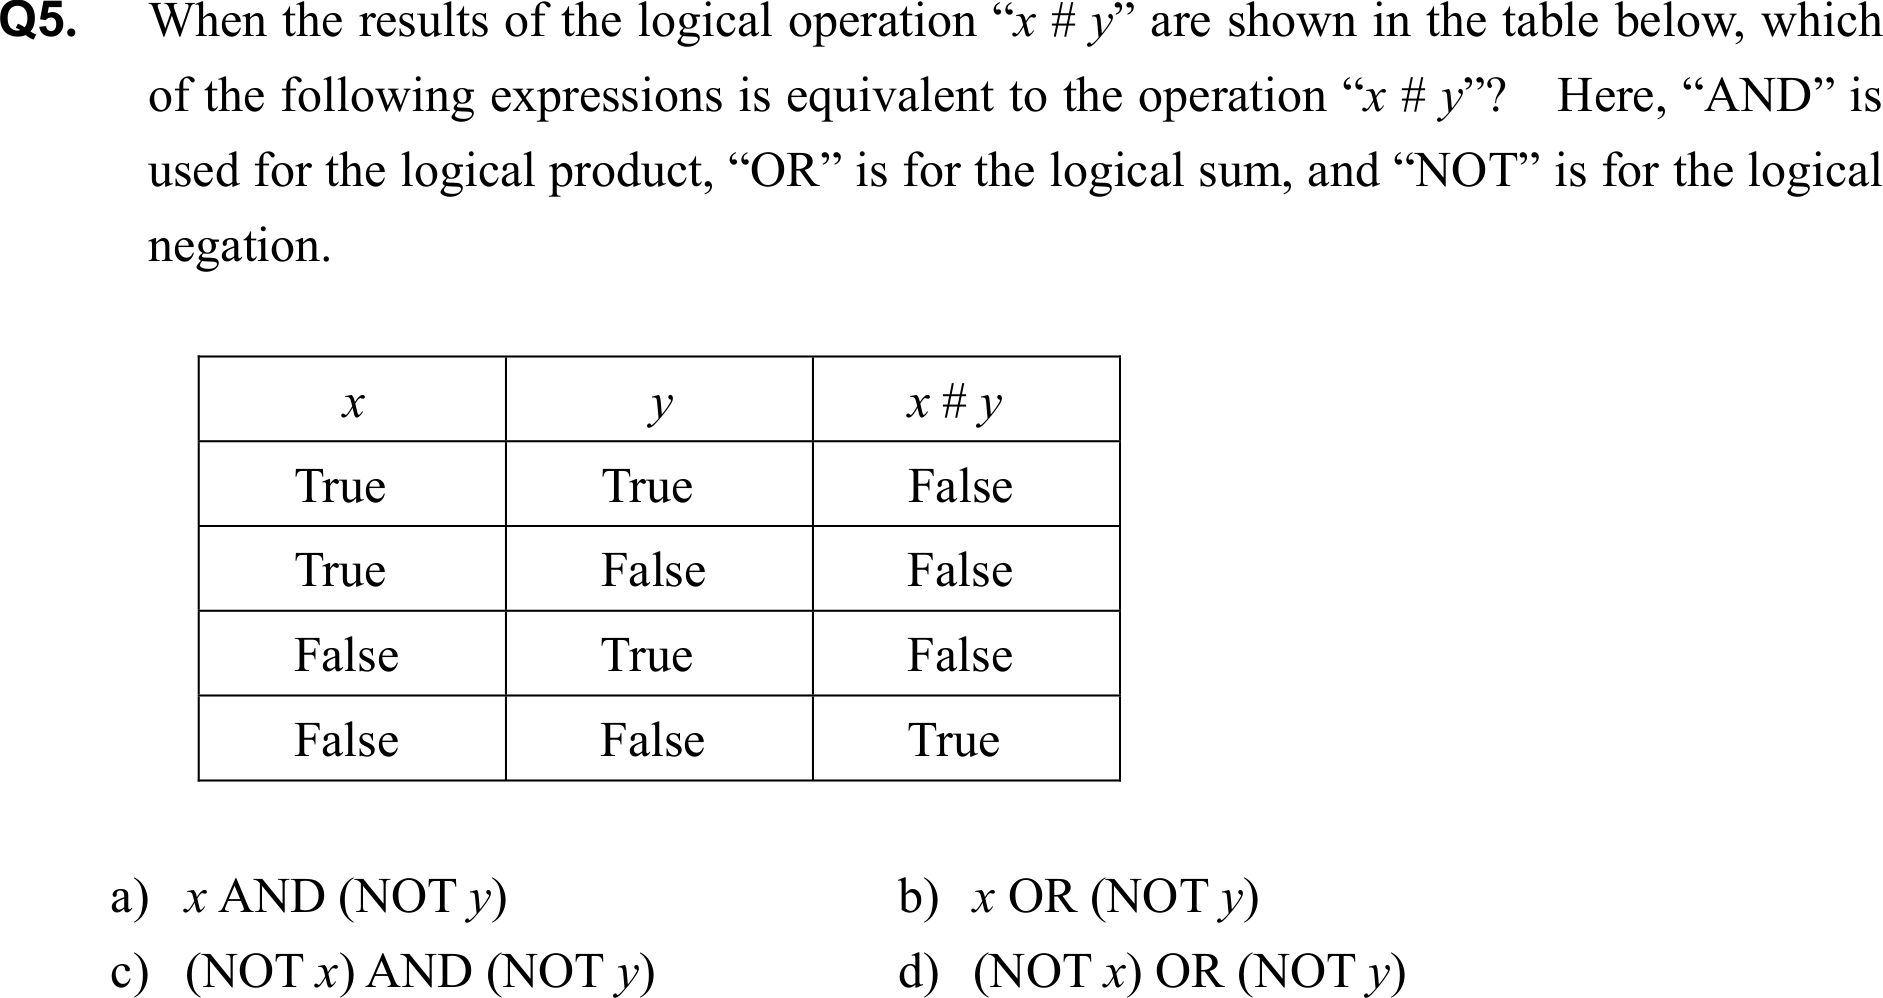 Q5. When the results of the logical operation “x # y” are shown in the table below, which
of the following expressions is equivalent to the operation “x # y”? Here, “AND” is
used for the logical product, “OR” is for the logical sum, and “NOT” is for the logical
negation.
x y x # y
True True False
True False False
False True False
False False True
a) x AND (NOT y) b) x OR (NOT y)
c) (NOT x) AND (NOT y) d) (NOT x) OR (NOT y)